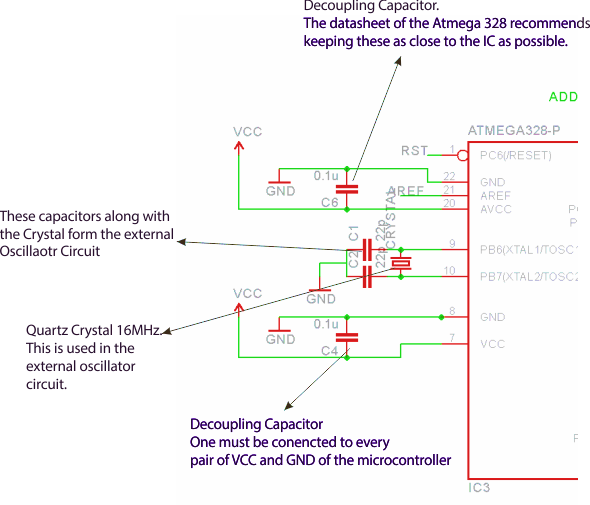 Decoupling Capacitor.
The datasheet of the Atmega 328 recommends
keeping these as close to the IC as possible.
ADD
ATMEGA328-P
VCC
RST
1
PC6(/RESET)
0.1u
GND
22
GND
AREF
21
AREF
C6
20
AVCC
P
These capacitors along with
the Crystal form the external
Oscillaotr Circuit
C1
22p
CRYSTAL
9
PB6(XTAL1/TOSC
C2
22p
10
PB7(XTAL2/TOSC2
GND
VCC
Quartz Crystal 16MHz.
This is used in the
external oscillator
circuit.
0.1u
GND
8
GND
C4
7
VCC
Decoupling Capacitor
One must be conencted to every
pair of VCC and GND of the microcontroller
IC3